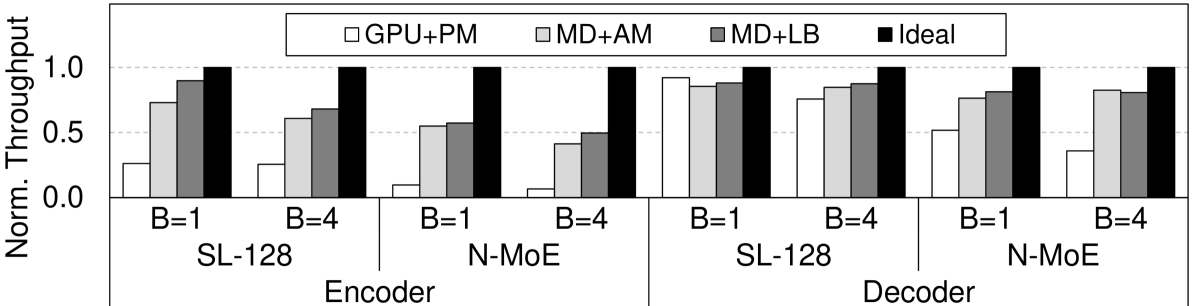 GPU+PM MD+AM MD+LB Ideal
Norm. Throughput
1.0
0.5
0.0
B=1 B=4 B=1 B=4 B=1 B=4 B=1 B=4
SL-128 N-MoE SL-128 N-MoE
Encoder Decoder